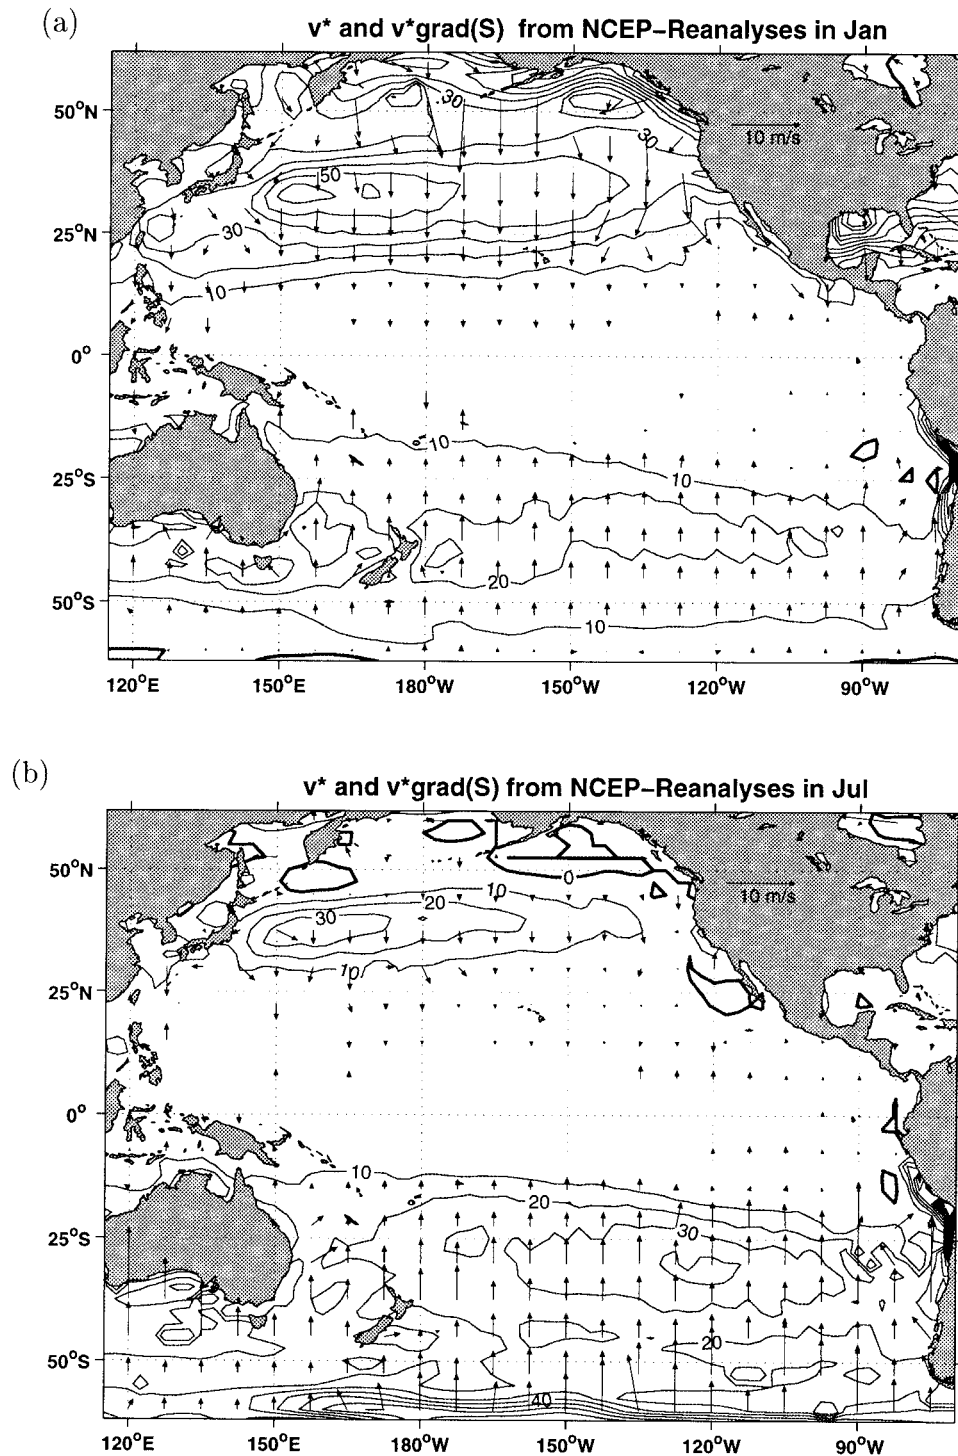 (a)
v* and v*grad(S) from NCEP-Reanalyses in Jan
50°N
30
10 m/s
30
50
25°N
30
10
0°
10
10
25°S
20
50°S
10
120°E 150°E 180°W 150°W 120°W 90°W
(b)
v* and v*grad(S) from NCEP-Reanalyses in Jul
50°N
0
10
10 m/s
20
30
10
25°N
0°
10
20
30
25°S
20
50°S
40
120°E 150°E 180°W 150°W 120°W 90°W